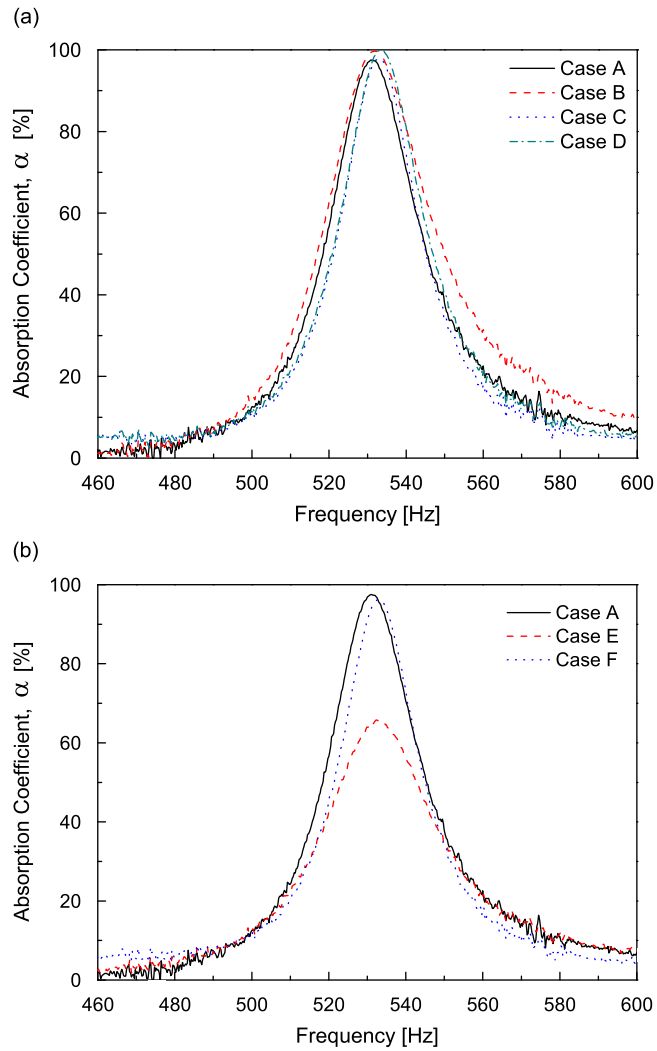 (a)
100
80
60
40
20
0
Absorption Coefficient, α [%]
Case A
Case B
Case C
Case D
460 480 500 520 540 560 580 600
Frequency [Hz]
(b)
100
80
60
40
20
0
Absorption Coefficient, α [%]
Case A
Case E
Case F
460 480 500 520 540 560 580 600
Frequency [Hz]